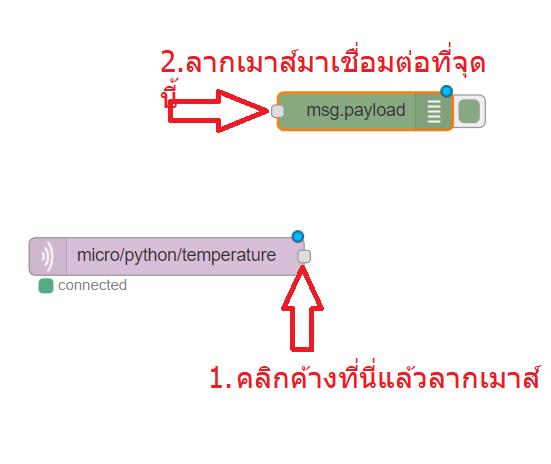 2.ลากเมาส์มาเชื่อมต่อที่จุด
นี้
msg.payload
micro/python/temperature
connected
1.คลิกค้างที่นี่แล้วลากเมาส์